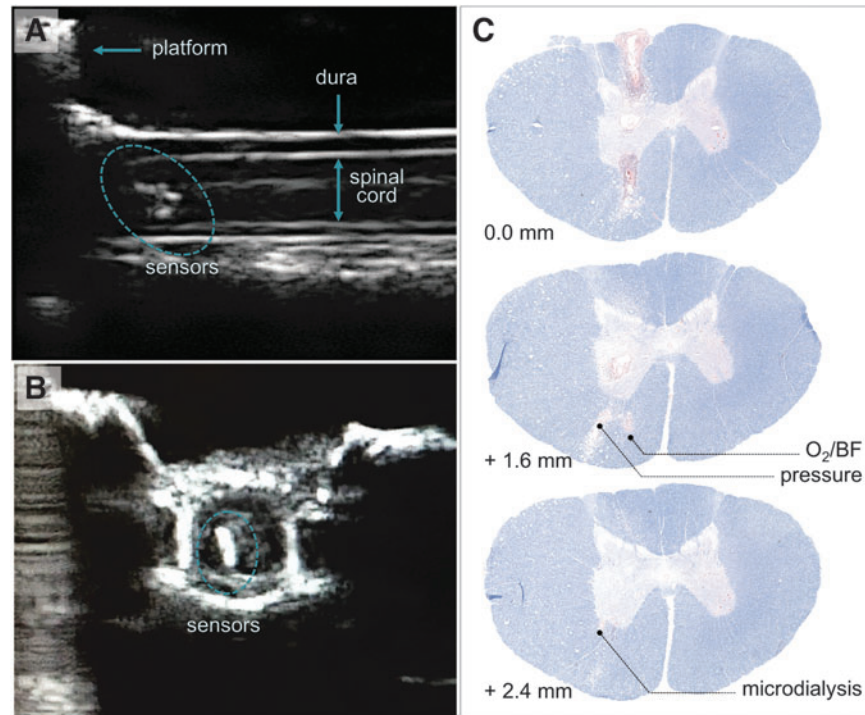 A
platform
dura
spinal
cord
sensors
B
sensors
C
0.0 mm
+ 1.6 mm
O₂/BF
pressure
+ 2.4 mm
microdialysis